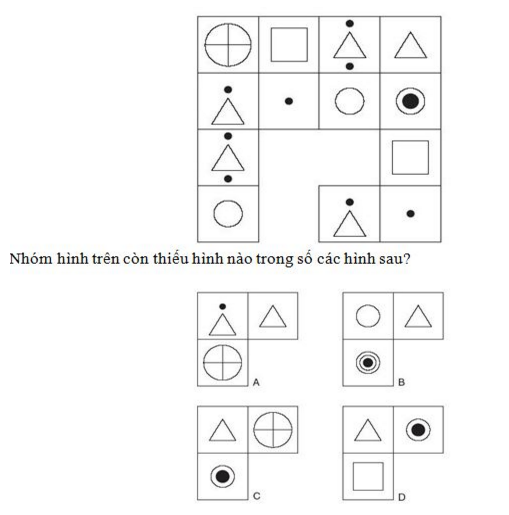 Nhóm hình trên còn thiếu hình nào trong số các hình sau?
A
B
C
D